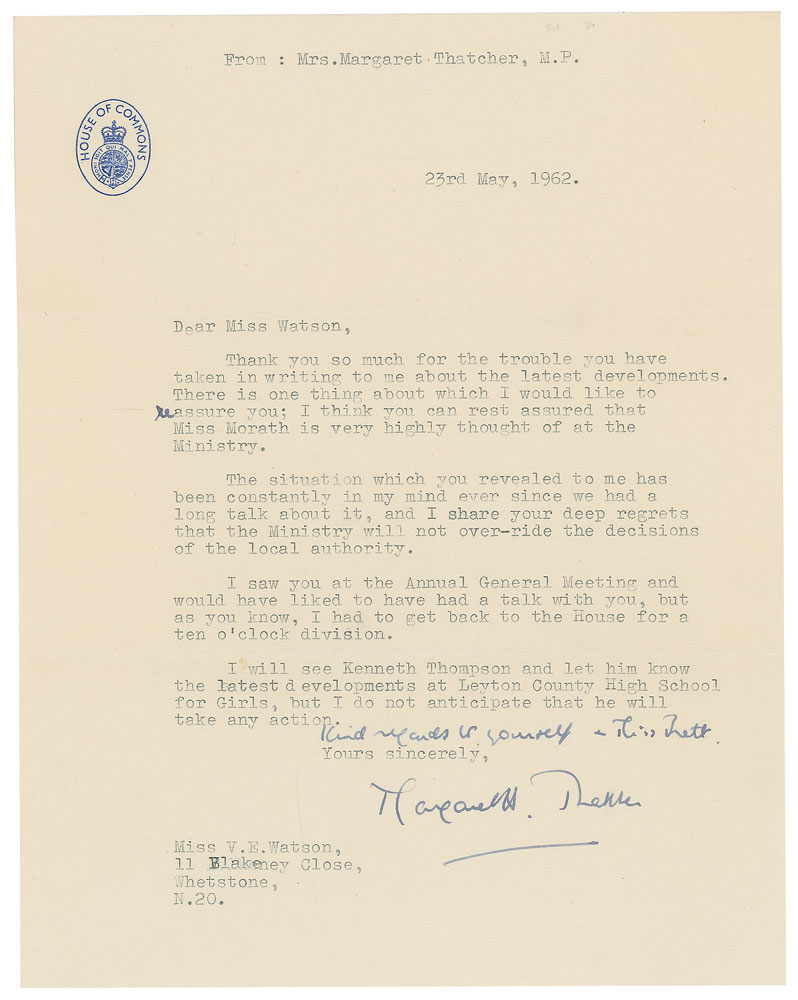 From : Mrs.Margaret Thatcher, M.P.
HOUSE OF COMMONS
23rd May, 1962.
Dear Miss Watson,
Thank you so much for the trouble you have
taken in writing to me about the latest developments.
There is one thing about which I would like to
reassure you; I think you can rest assured that
Miss Morath is very highly thought of at the
Ministry.
The situation which you revealed to me has
been constantly in my mind ever since we had a
long talk about it, and I share your deep regrets
that the Ministry will not over-ride the decisions
of the local authority.
I saw you at the Annual General Meeting and
would have liked to have had a talk with you, but
as you know, I had to get back to the House for a
ten o'clock division.
I will see Kenneth Thompson and let him know
the latest d evelopments at Leyton County High School
for Girls, but I do not anticipate that he will
take any action.
Kind regards to yourself + Miss
Yours sincerely,
Margaret H. Thatcher
Miss V.E.Watson,
11 Blakeney Close,
Whetstone,
N.20.